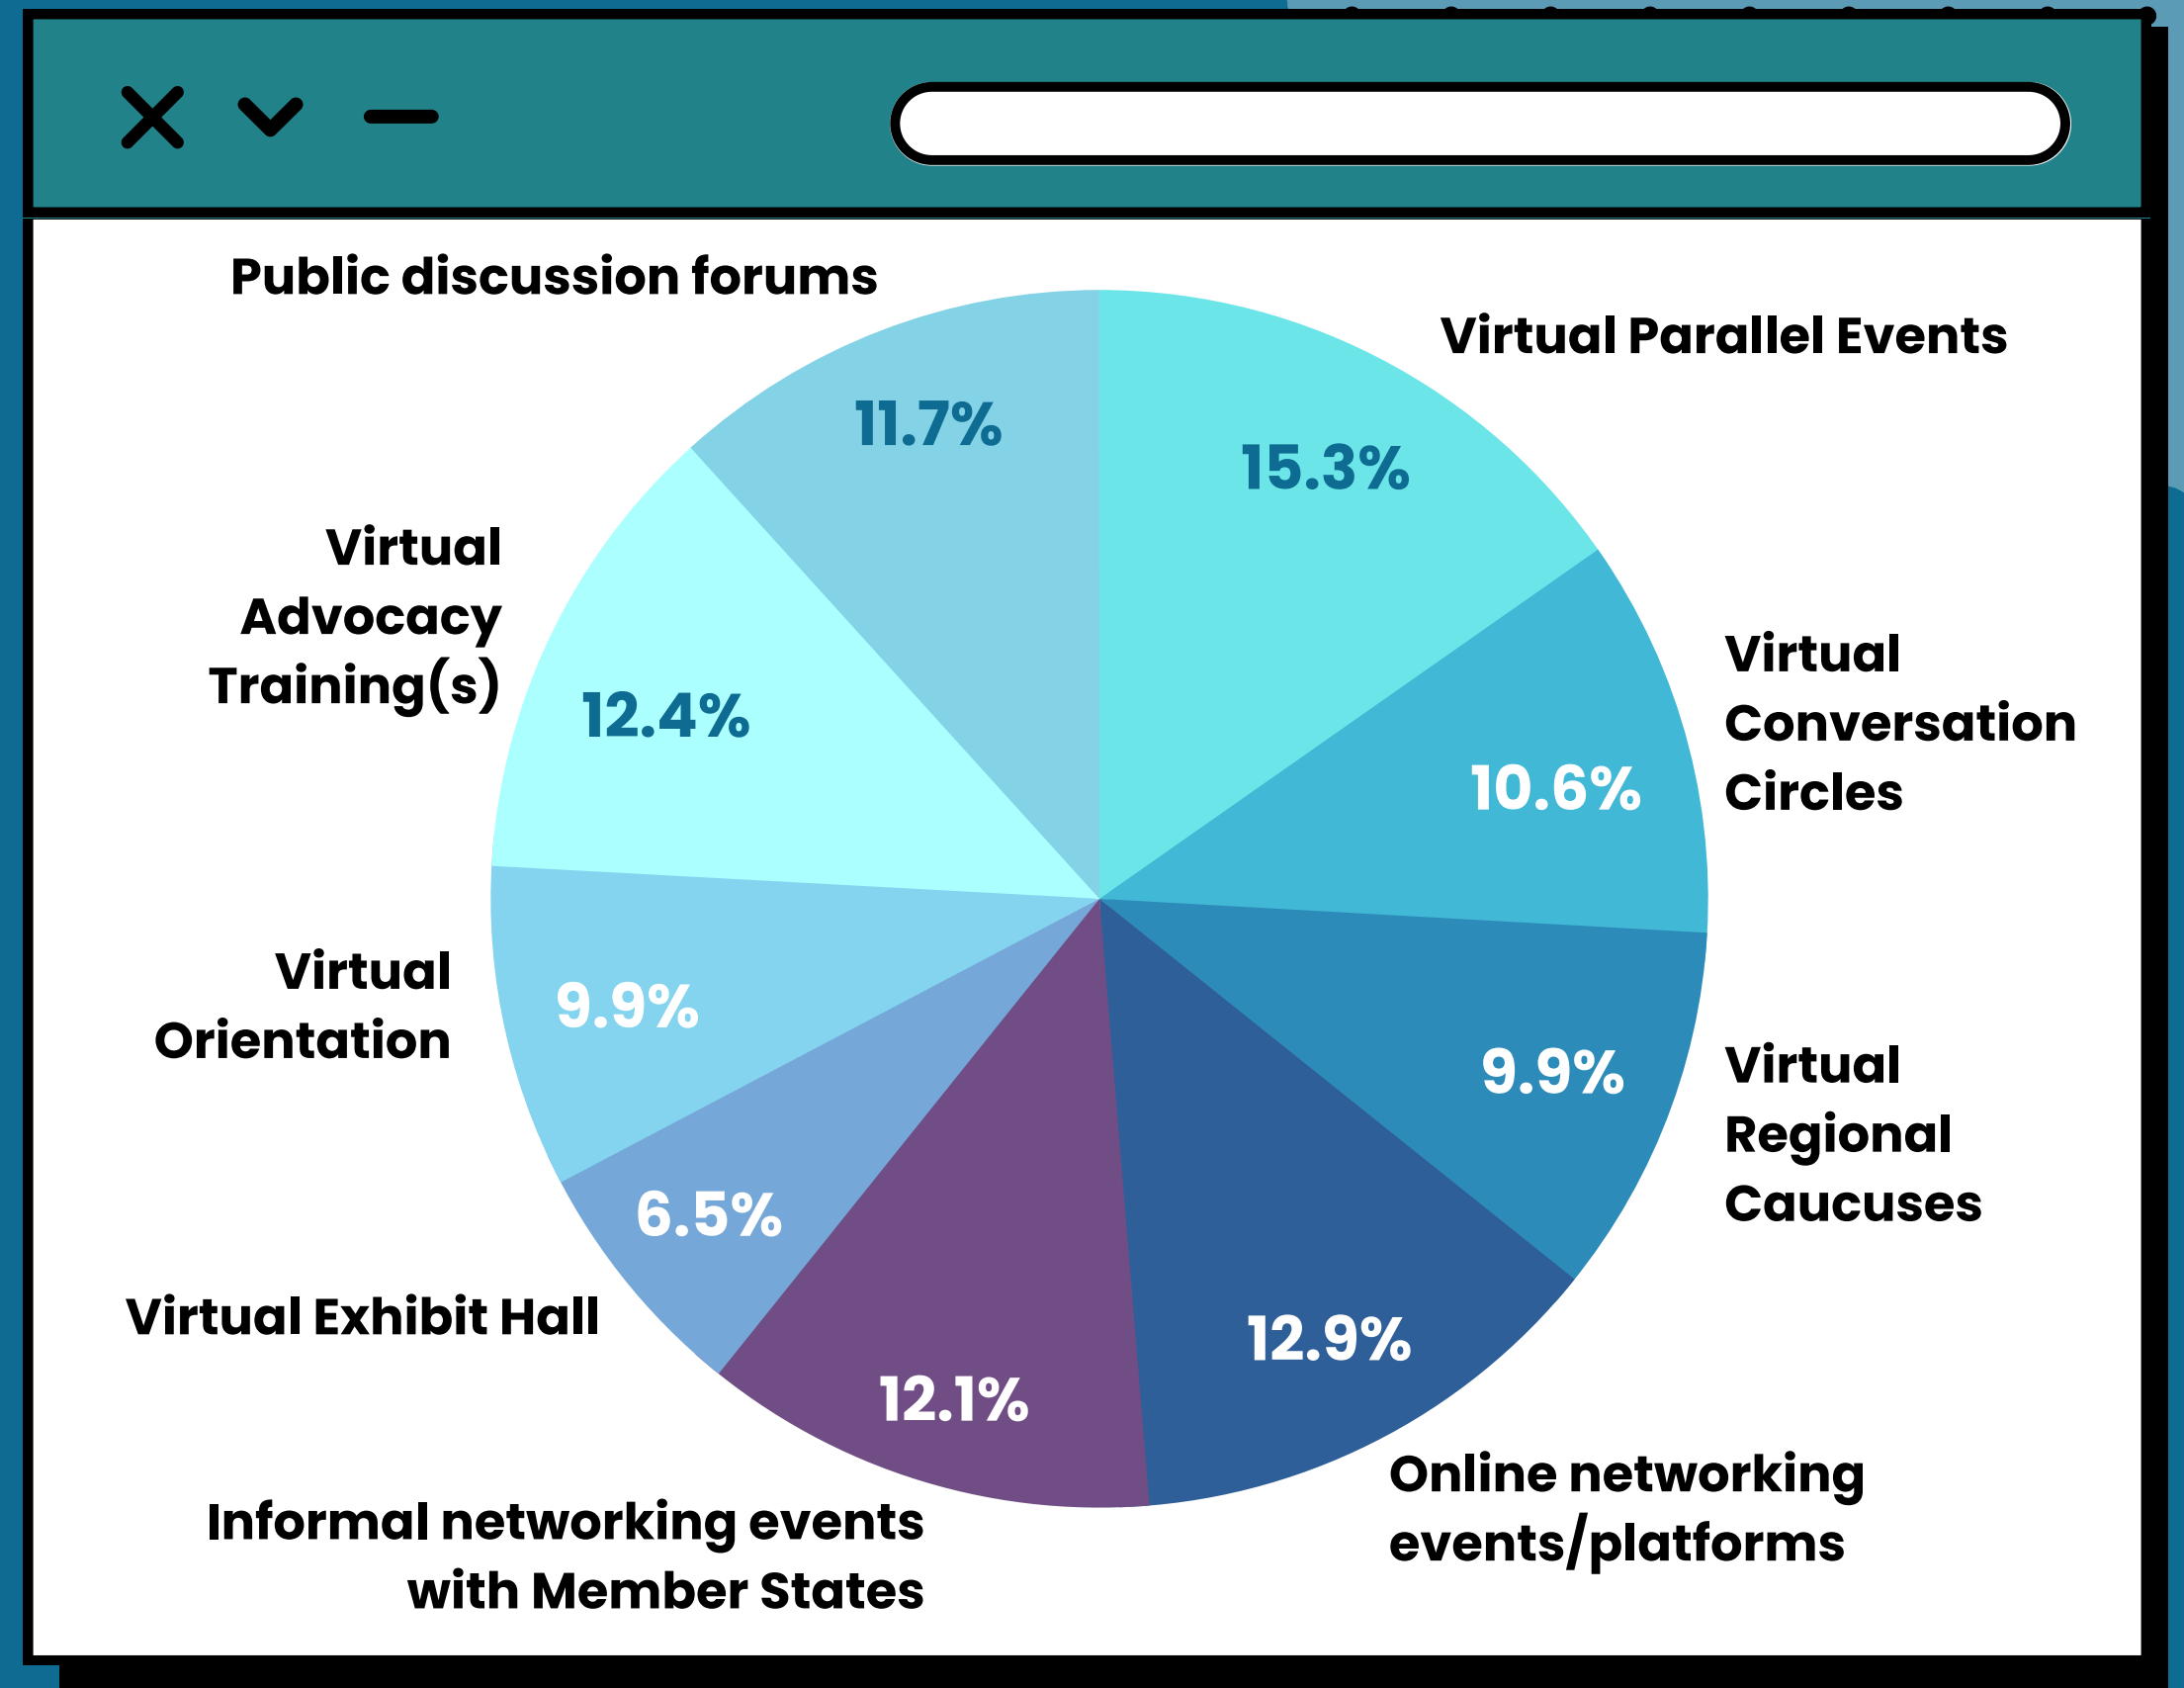 Public discussion forums
Virtual Parallel Events
11.7%
15.3%
Virtual
Advocacy
Training(s)
12.4%
Virtual
Conversation
Circles
10.6%
Virtual
Orientation
9.9%
Virtual
Regional
Caucuses
9.9%
Virtual Exhibit Hall
6.5%
12.9%
Online networking
events/platforms
12.1%
Informal networking events
with Member States